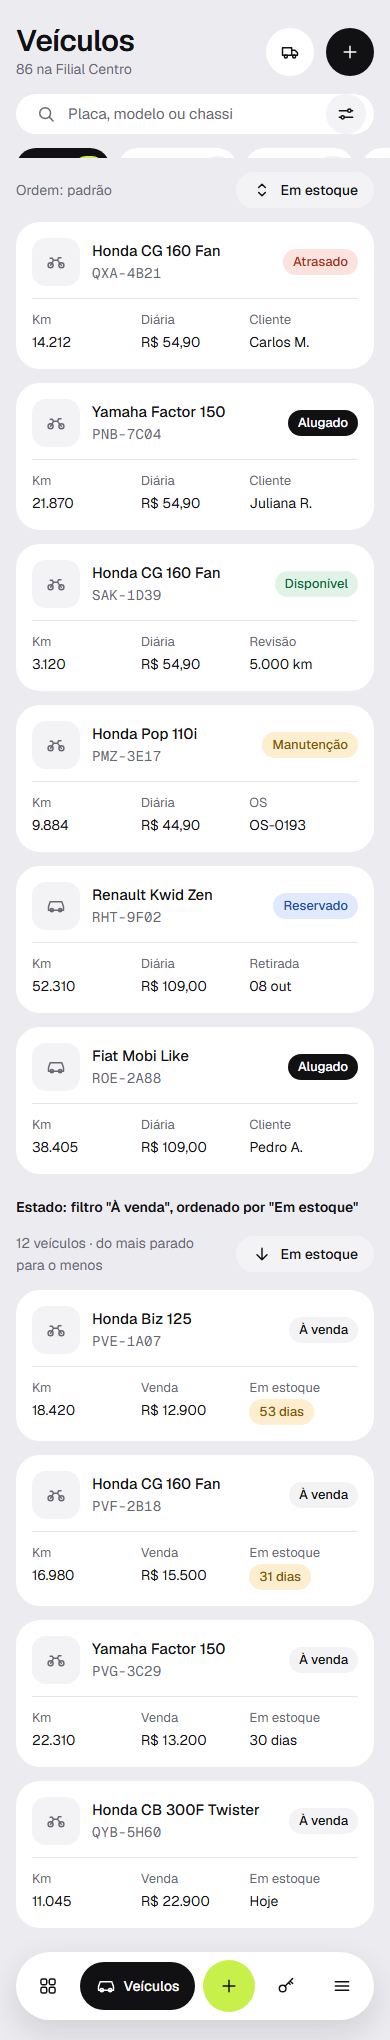 Veículos
86 na Filial Centro
Placa, modelo ou chassi
Ordem: padrão
Em estoque
Honda CG 160 Fan
QXA-4B21
Atrasado
Km
Diária
Cliente
14.212
R$ 54,90
Carlos M.
Yamaha Factor 150
PNB-7C04
Alugado
Km
Diária
Cliente
21.870
R$ 54,90
Juliana R.
Honda CG 160 Fan
SAK-1D39
Disponível
Km
Diária
Revisão
3.120
R$ 54,90
5.000 km
Honda Pop 110i
PMZ-3E17
Manutenção
Km
Diária
OS
9.884
R$ 44,90
OS-0193
Renault Kwid Zen
RHT-9F02
Reservado
Km
Diária
Retirada
52.310
R$ 109,00
08 out
Fiat Mobi Like
ROE-2A88
Alugado
Km
Diária
Cliente
38.405
R$ 109,00
Pedro A.
Estado: filtro "À venda", ordenado por "Em estoque"
12 veículos · do mais parado
para o menos
Em estoque
Honda Biz 125
PVE-1A07
À venda
Km
Venda
Em estoque
18.420
R$ 12.900
53 dias
Honda CG 160 Fan
PVF-2B18
À venda
Km
Venda
Em estoque
16.980
R$ 15.500
31 dias
Yamaha Factor 150
PVG-3C29
À venda
Km
Venda
Em estoque
22.310
R$ 13.200
30 dias
Honda CB 300F Twister
QYB-5H60
À venda
Km
Venda
Em estoque
11.045
R$ 22.900
Hoje
Veículos